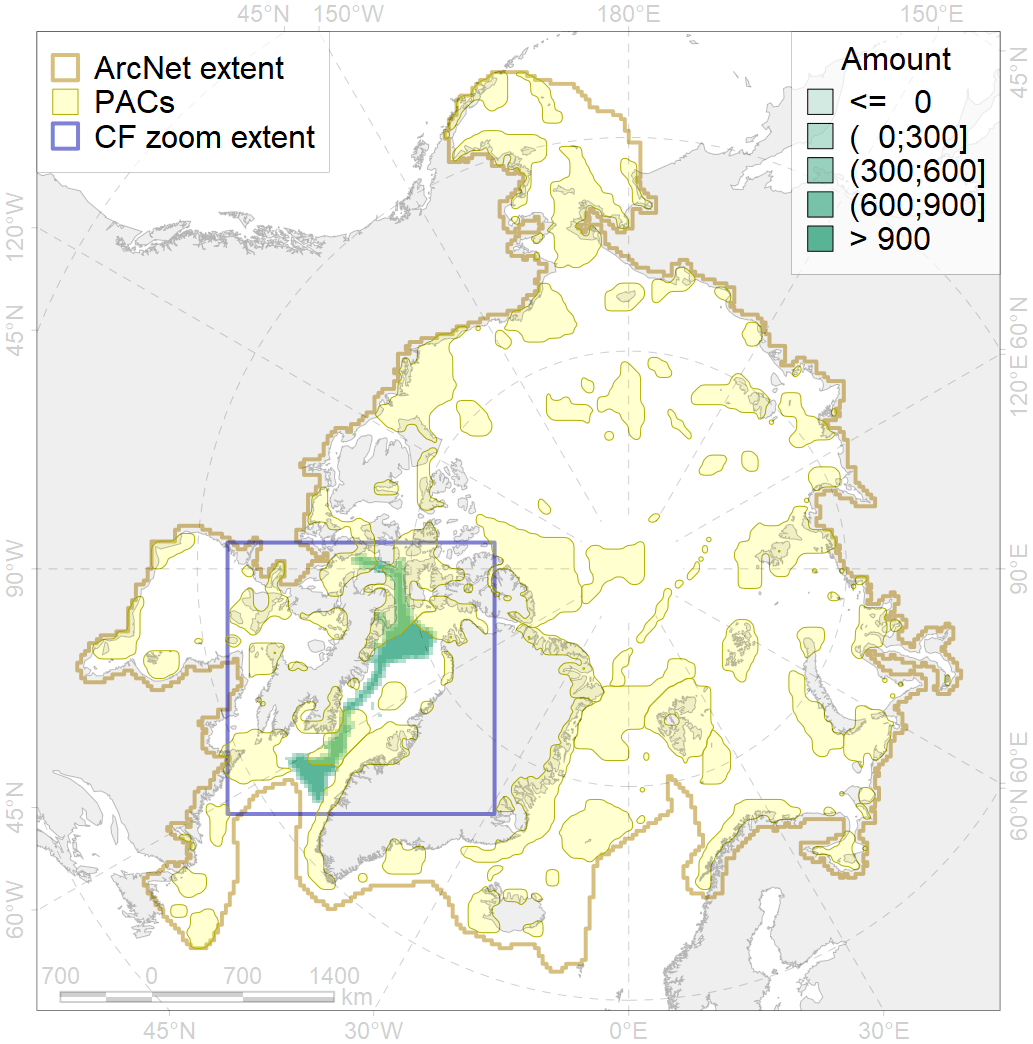 45°N 150°W 180°E 150°E
ArcNet extent
PACs
CF zoom extent
Amount
<= 0
( 0;300]
(300;600]
(600;900]
> 900
120°W
45°N
90°W
45°N
60°W
45°N
60°N
120°E
90°E
60°E
60°N
700 0 700 1400
km
45°N 30°W 0°E 30°E